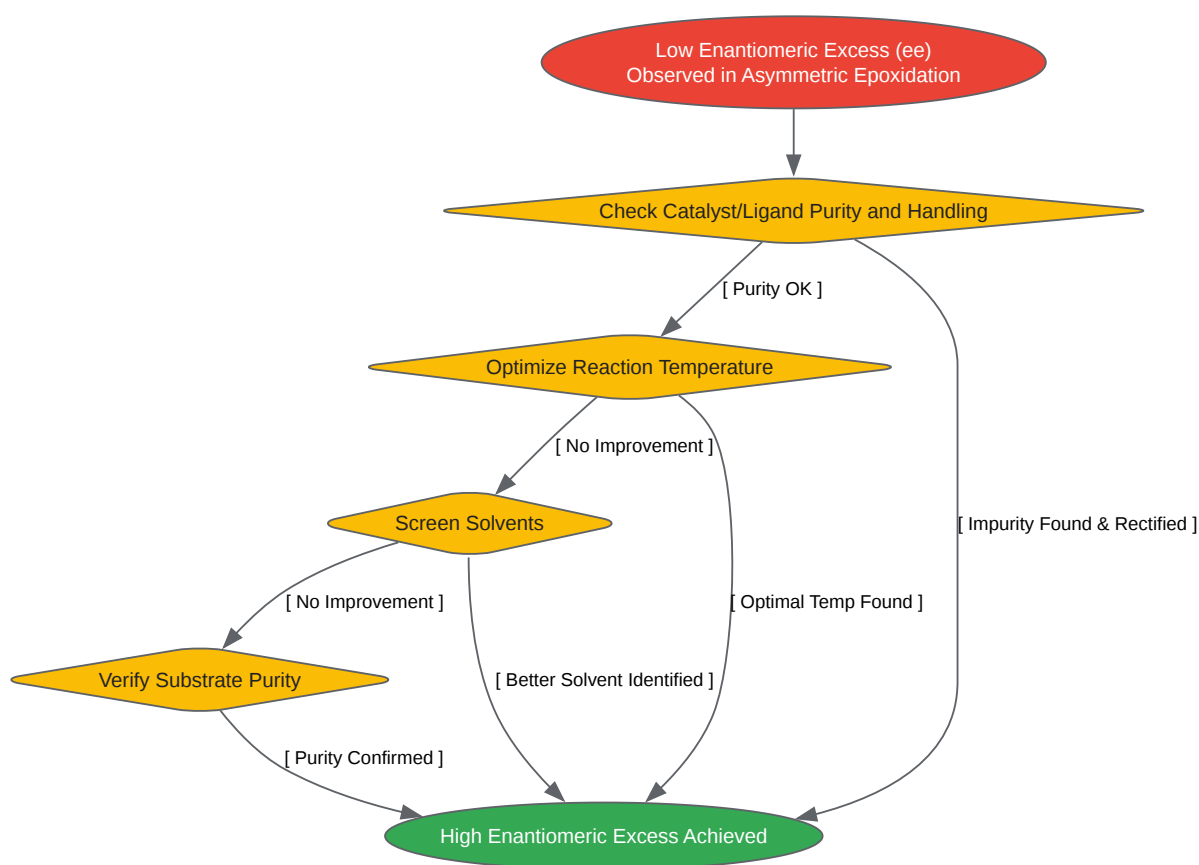 Low Enantiomeric Excess (ee)
Observed in Asymmetric Epoxidation
Check Catalyst/Ligand Purity and Handling
[ Purity OK ]
Optimize Reaction Temperature
[ No Improvement ]
Screen Solvents
[ Impurity Found & Rectified ]
[ No Improvement ]
[ Optimal Temp Found ]
Verify Substrate Purity
[ Better Solvent Identified ]
[ Purity Confirmed ]
High Enantiomeric Excess Achieved